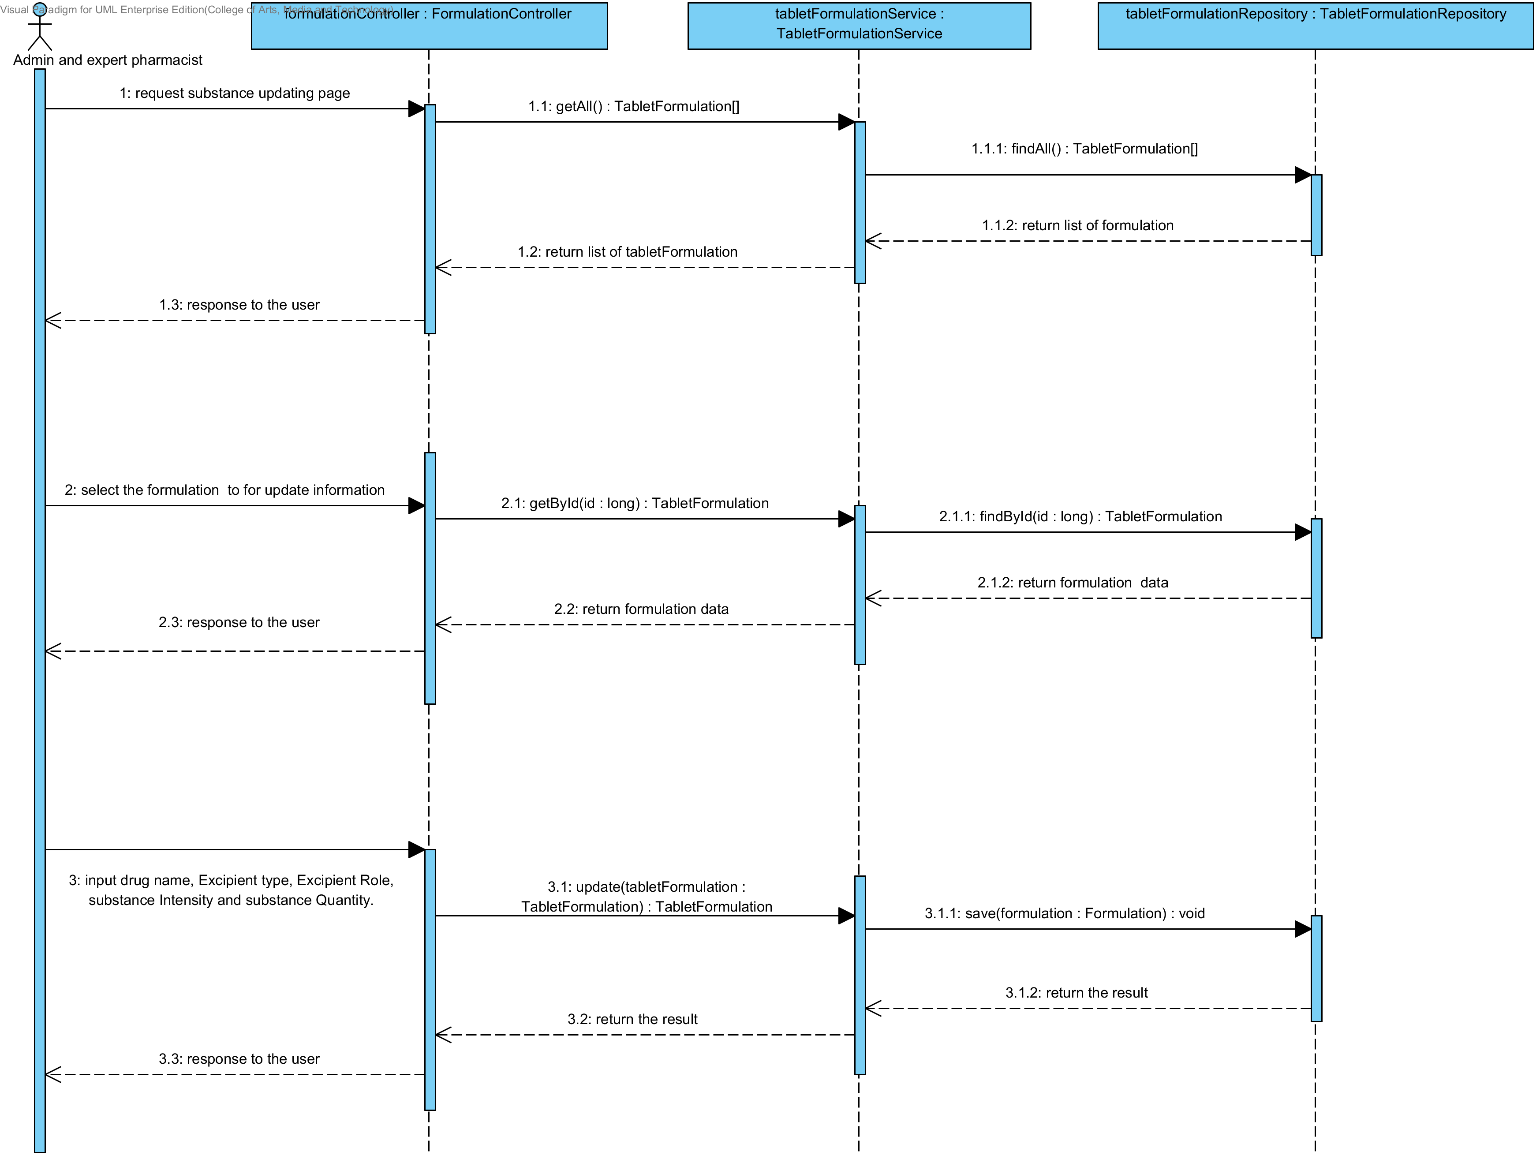 Visual Paradigm for UML Enterprise Edition(College of Arts, Media and Technology)
formulationController : FormulationController
tabletFormulationService :
TabletFormulationService
tabletFormulationRepository : TabletFormulationRepository
Admin and expert pharmacist
1: request substance updating page
1.1: getAll() : TabletFormulation[]
1.1.1: findAll() : TabletFormulation[]
1.1.2: return list of formulation
1.2: return list of tabletFormulation
1.3: response to the user
2: select the formulation  to for update information
2.1: getById(id : long) : TabletFormulation
2.1.1: findById(id : long) : TabletFormulation
2.1.2: return formulation  data
2.2: return formulation data
2.3: response to the user
3: input drug name, Excipient type, Excipient Role,
substance Intensity and substance Quantity.
3.1: update(tabletFormulation :
TabletFormulation) : TabletFormulation
3.1.1: save(formulation : Formulation) : void
3.1.2: return the result
3.2: return the result
3.3: response to the user